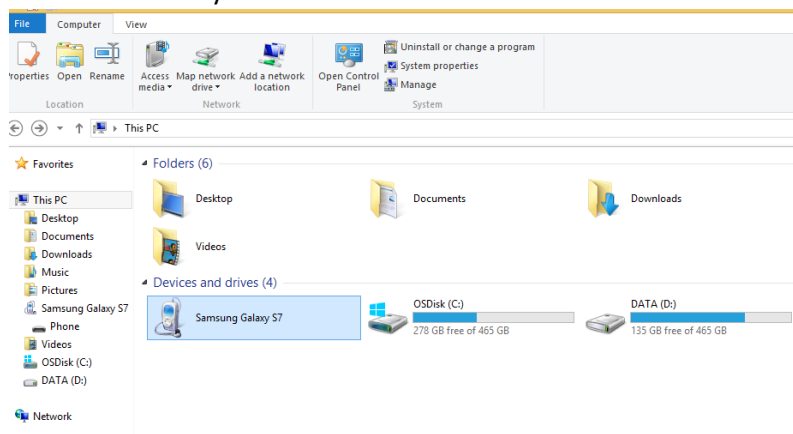 File Computer View
Properties Open Rename
Access media Map network drive Add a network location
Open Control Panel
Uninstall or change a program
System properties
Manage
Location Network System
This PC
Favorites
This PC
Desktop
Documents
Downloads
Music
Pictures
Samsung Galaxy S7
Phone
Videos
OSDisk (C:)
DATA (D:)
Network
Folders (6)
Desktop Documents Downloads
Videos
Devices and drives (4)
Samsung Galaxy S7
OSDisk (C:)
278 GB free of 465 GB
DATA (D:)
135 GB free of 465 GB